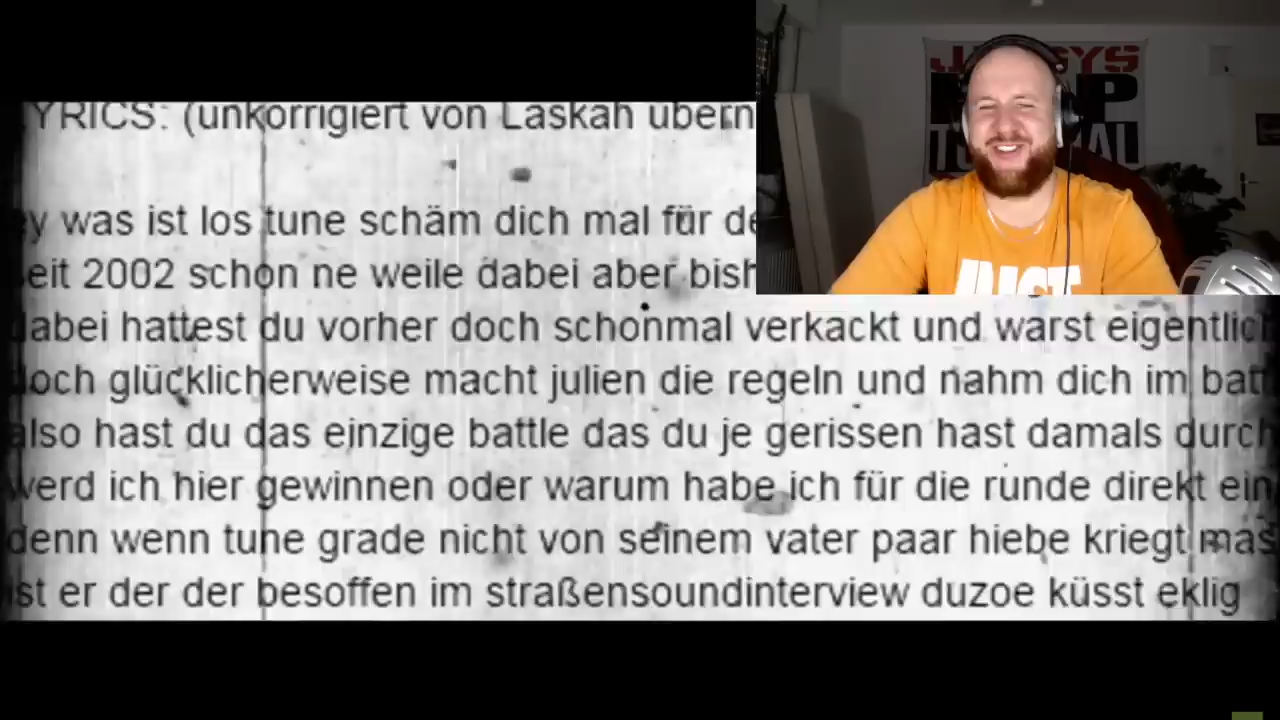 YRICS: (unkorrigiert von Laskah übern
ey was ist los tune schäm dich mal für de
seit 2002 schon ne weile dabei aber bish
dabei hattest du vorher doch schonmal verkackt und warst eigentlich
doch glücklicherweise macht julien die regeln und nahm dich im batt
also hast du das einzige battle das du je gerissen hast damals durch
werd ich hier gewinnen oder warum habe ich für die runde direkt ein
denn wenn tune grade nicht von seinem vater paar hiebe kriegt mas
ist er der der besoffen im straßensoundinterview duzoe küsst eklig